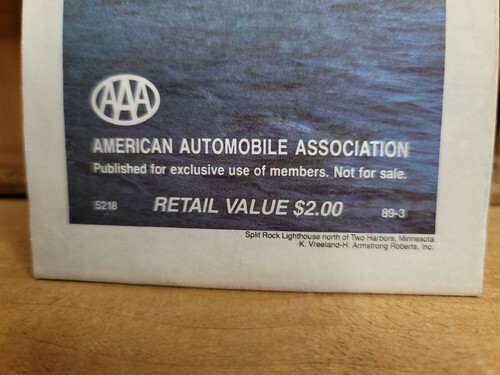 AAA
AMERICAN AUTOMOBILE ASSOCIATION
Published for exclusive use of members. Not for sale.
5218 RETAIL VALUE $2.00 89-3
Split Rock Lighthouse north of Two Harbors, Minnesota
K. Vreeland-H. Armstrong Roberts, Inc.